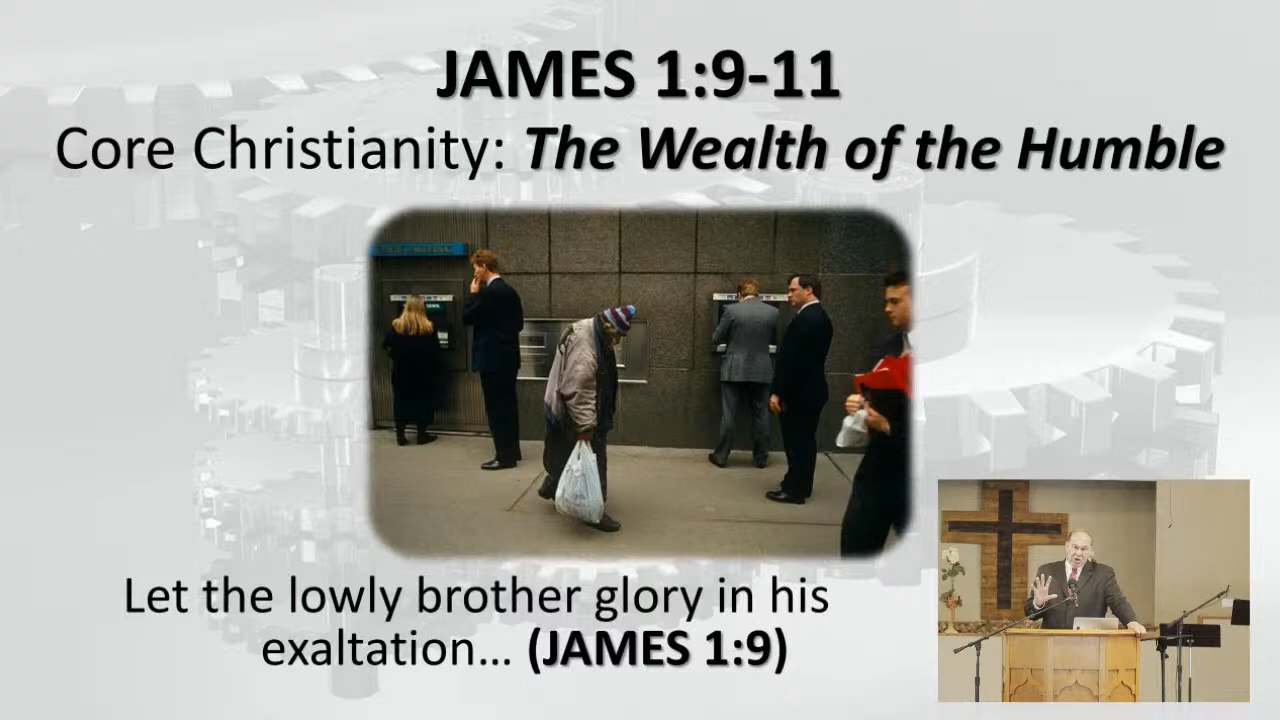 JAMES 1:9-11
Core Christianity: The Wealth of the Humble
Let the lowly brother glory in his
exaltation… (JAMES 1:9)